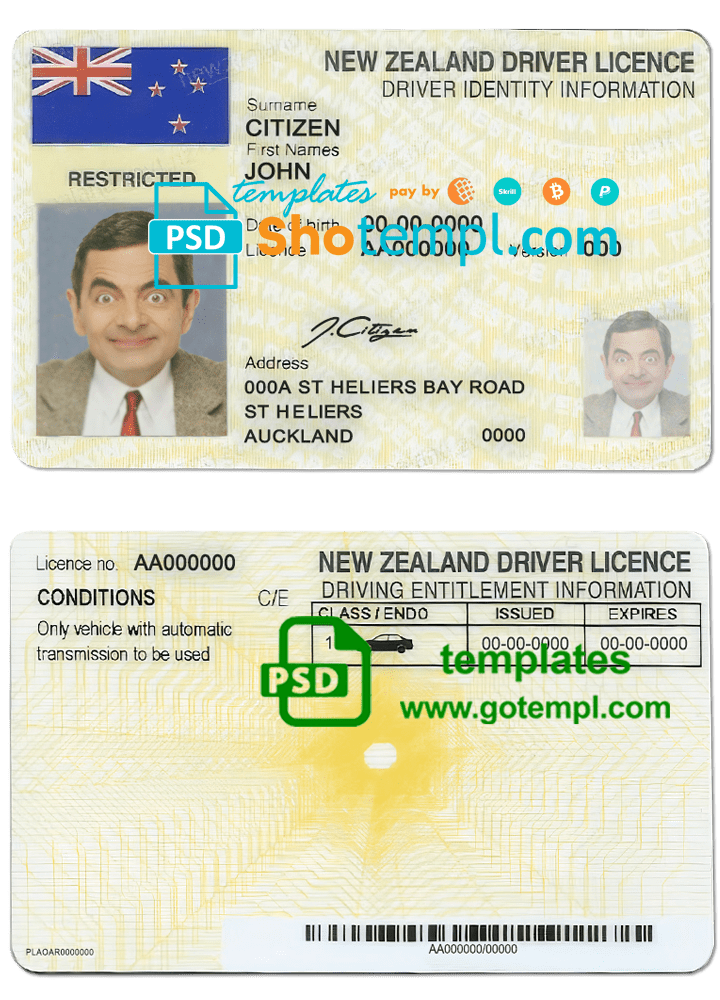 NEW ZEALAND DRIVER LICENCE
DRIVER IDENTITY INFORMATION
Surname
CITIZEN
First Names
JOHN
RESTRICTED
templates
pay by
Skrill
PSD
Shotempl.com
Date of birth 00-00-0000
Licence AA000000 Version 000
J.Citizen
Address
000A ST HELIERS BAY ROAD
ST HELIERS
AUCKLAND 0000
Licence no. AA000000
NEW ZEALAND DRIVER LICENCE
CONDITIONS
C/E
DRIVING ENTITLEMENT INFORMATION
Only vehicle with automatic
transmission to be used
CLASS / ENDO ISSUED EXPIRES
1 00-00-0000 00-00-0000
PSD
templates
www.gotempl.com
PLAOAR0000000
AA000000/00000